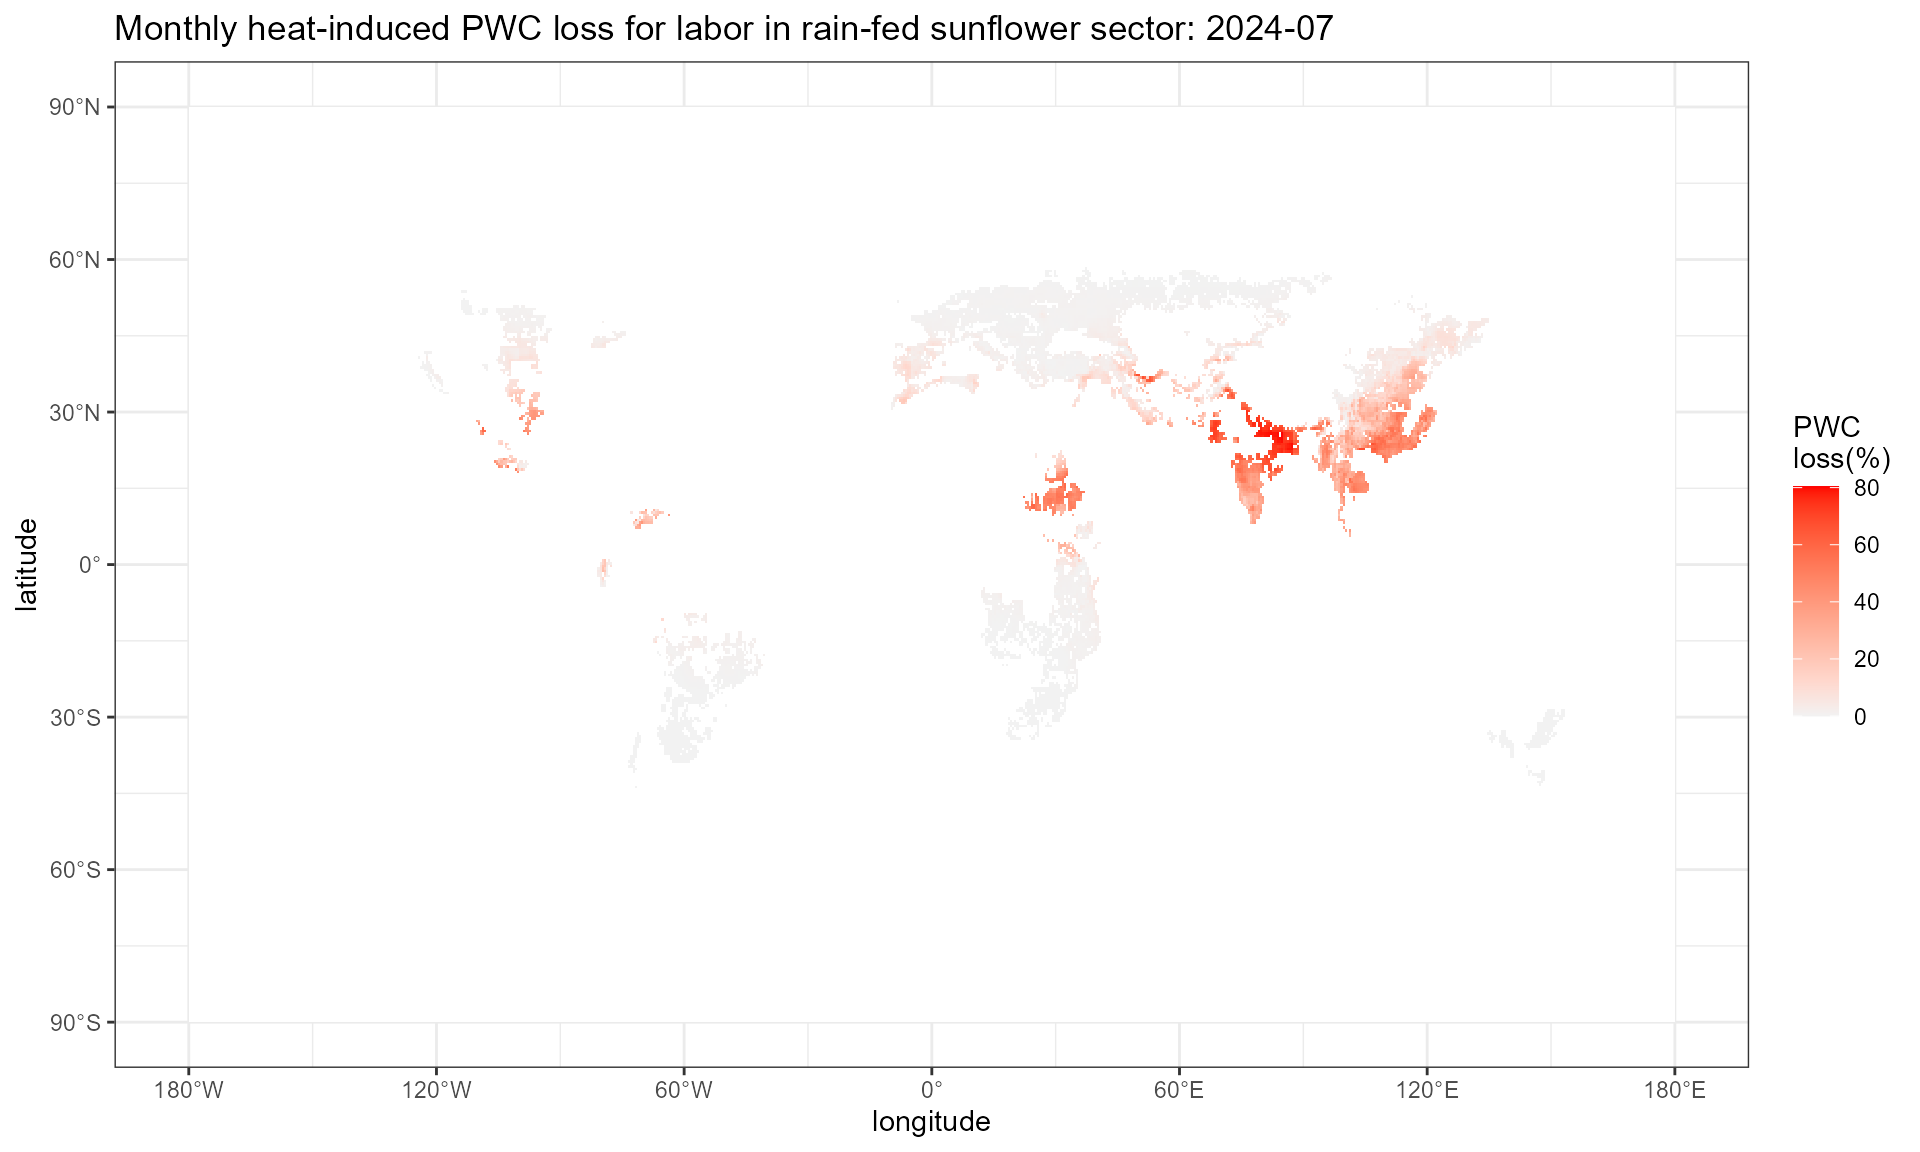 Monthly heat-induced PWC loss for labor in rain-fed sunflower sector: 2024-07
90°N
60°N
30°N
0°
30°S
60°S
90°S
latitude
180°W
120°W
60°W
0°
60°E
120°E
180°E
longitude
PWC
loss(%)
80
60
40
20
0